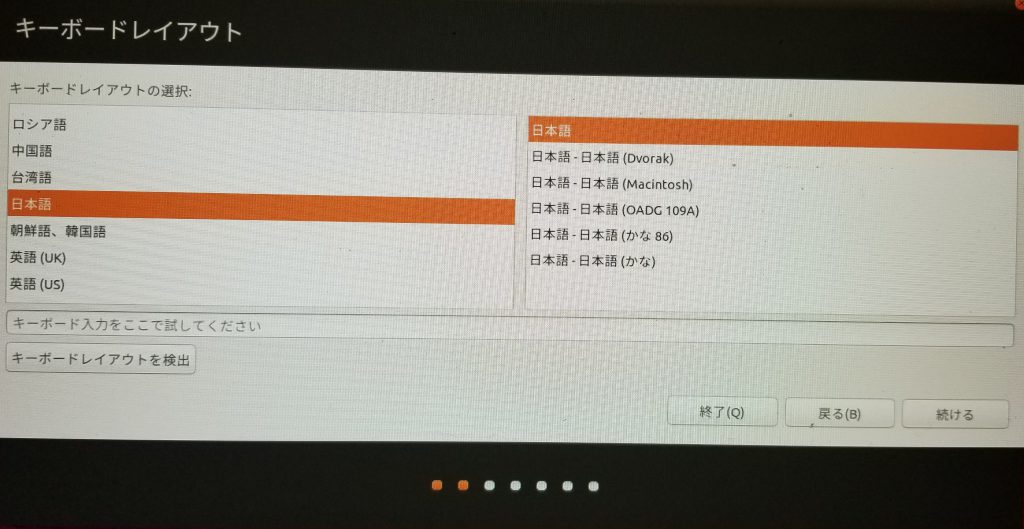 キーボードレイアウト
キーボードレイアウトの選択:
ロシア語
中国語
台湾語
日本語
朝鮮語、韓国語
英語 (UK)
英語 (US)
日本語
日本語 - 日本語 (Dvorak)
日本語 - 日本語 (Macintosh)
日本語 - 日本語 (OADG 109A)
日本語 - 日本語 (かな 86)
日本語 - 日本語 (かな)
キーボード入力をここで試してください
キーボードレイアウトを検出
終了(Q)
戻る(B)
続ける